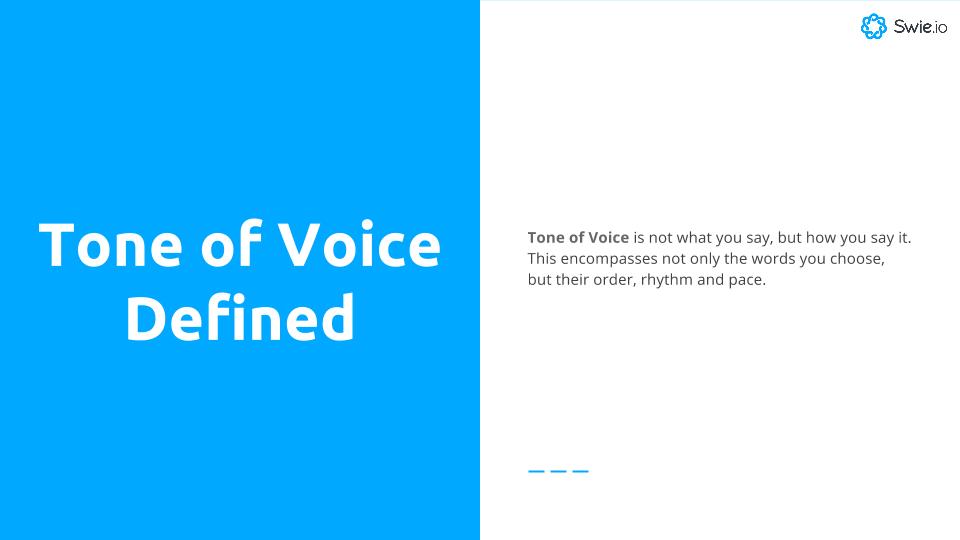 Swie.io
Tone of Voice
Defined
Tone of Voice is not what you say, but how you say it.
This encompasses not only the words you choose,
but their order, rhythm and pace.